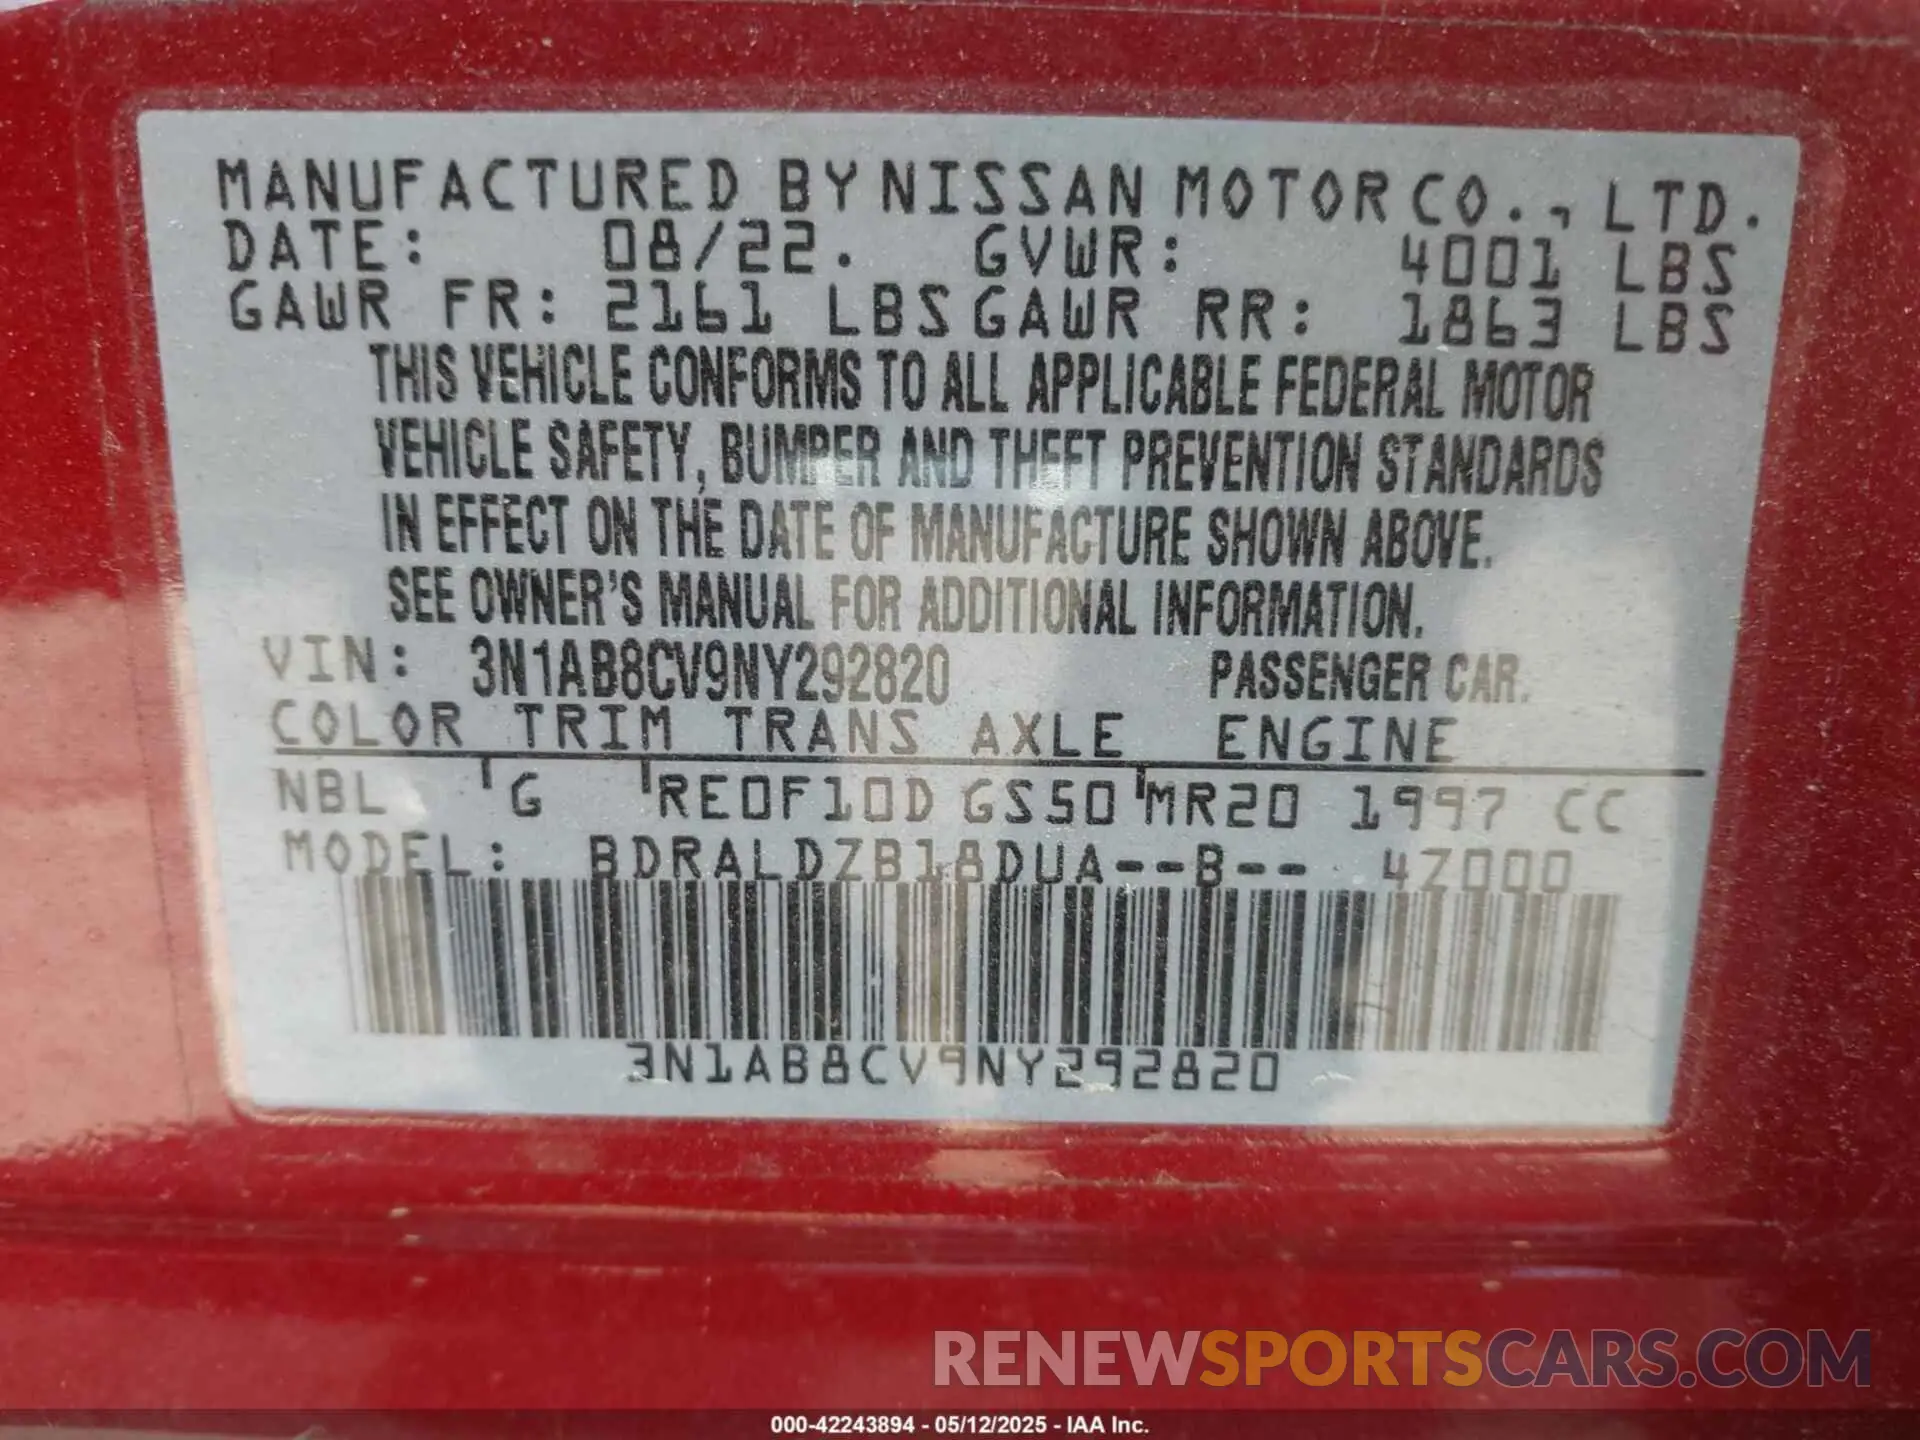 MANUFACTURED BY NISSAN MOTOR CO., LTD.
DATE: 08/22. GVWR: 4001 LBS
GAWR FR: 2161 LBS GAWR RR: 1863 LBS
THIS VEHICLE CONFORMS TO ALL APPLICABLE FEDERAL MOTOR
VEHICLE SAFETY, BUMPER AND THEFT PREVENTION STANDARDS
IN EFFECT ON THE DATE OF MANUFACTURE SHOWN ABOVE.
SEE OWNER'S MANUAL FOR ADDITIONAL INFORMATION.
VIN: 3N1AB8CV9NY292820 PASSENGER CAR.
COLOR TRIM TRANS AXLE ENGINE
NBL G RE0F10D GS50 MR20 1997 CC
MODEL: BDRALDZB18DUA--B-- 4Z000
3N1AB8CV9NY292820
RENEWSPORTSCARS.COM
000-42243894 - 05/12/2025 - IAA Inc.